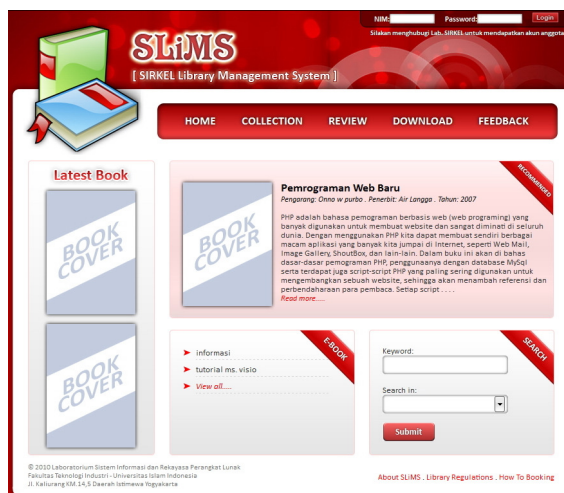 NIM: Password: Login
Silakan menghubugi Lab. SIRKEL untuk mendapatkan akun anggota
SLiMS
[ SIRKEL Library Management System ]
HOME COLLECTION REVIEW DOWNLOAD FEEDBACK
Latest Book
BOOK
COVER
BOOK
COVER
RECOMMENDED
BOOK
COVER
Pemrograman Web Baru
Pengarang: Onno w purbo . Penerbit: Air Langga . Tahun: 2007
PHP adalah bahasa pemograman berbasis web (web programing) yang
banyak digunakan untuk membuat website dan sangat diminati di seluruh
dunia. Dengan menggunakan PHP kita dapat membuat sendiri berbagai
macam aplikasi yang banyak kita jumpai di Internet, seperti Web Mail,
Image Gallery, ShoutBox, dan lain-lain. Dalam buku ini akan di bahas
dasar-dasar pemograman PHP, penggunaanya dengan database MySql
serta terdapat juga script-script PHP yang paling sering digunakan untuk
mengembangkan sebuah website, sehingga akan menambah referensi dan
perbendaharaan para pembaca. Setiap script . . . .
Read more.....
E-BOOK
informasi
tutorial ms. visio
View all.....
SEARCH
Keyword:
Search in:
Submit
© 2010 Laboratorium Sistem Informasi dan Rekayasa Perangkat Lunak
Fakultas Teknologi Industri - Universitas Islam Indonesia
Jl. Kaliurang KM.14,5 Daerah Istimewa Yogyakarta
About SLiMS . Library Regulations . How To Booking